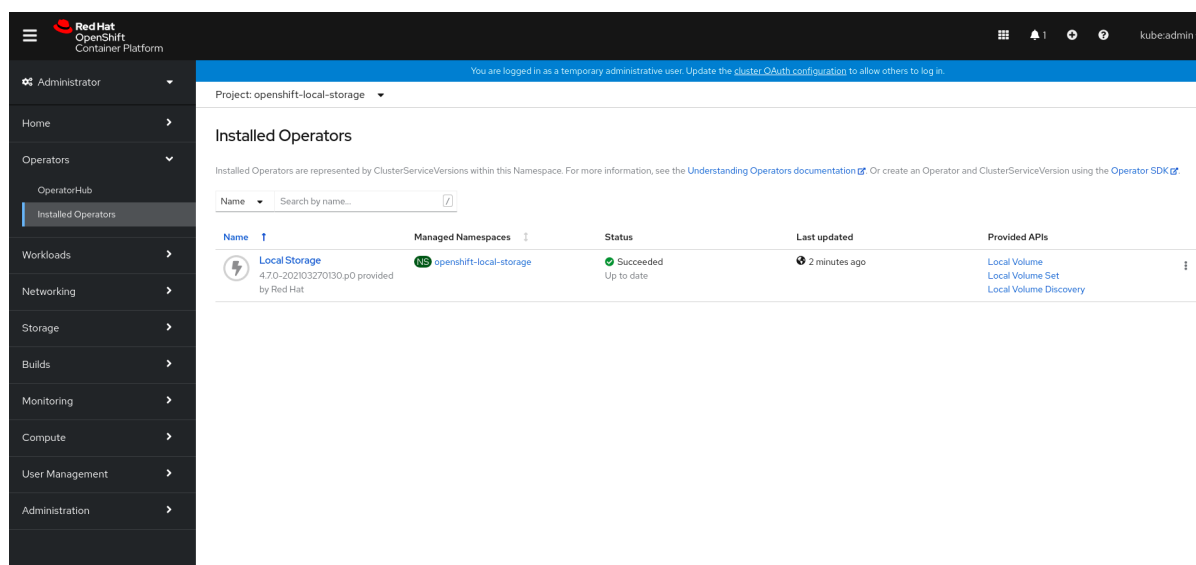 Red Hat
OpenShift
Container Platform
1
kube:admin
Administrator
You are logged in as a temporary administrative user. Update the cluster OAuth configuration to allow others to log in.
Project: openshift-local-storage
Home
Operators
OperatorHub
Installed Operators
Workloads
Networking
Storage
Builds
Monitoring
Compute
User Management
Administration
Installed Operators
Installed Operators are represented by ClusterServiceVersions within this Namespace. For more information, see the Understanding Operators documentation. Or create an Operator and ClusterServiceVersion using the Operator SDK.
Name Search by name... /
Name Managed Namespaces Status Last updated Provided APIs
Local Storage NS openshift-local-storage Succeeded 2 minutes ago Local Volume
4.7.0-202103270130.p0 provided Up to date Local Volume Set
by Red Hat Local Volume Discovery